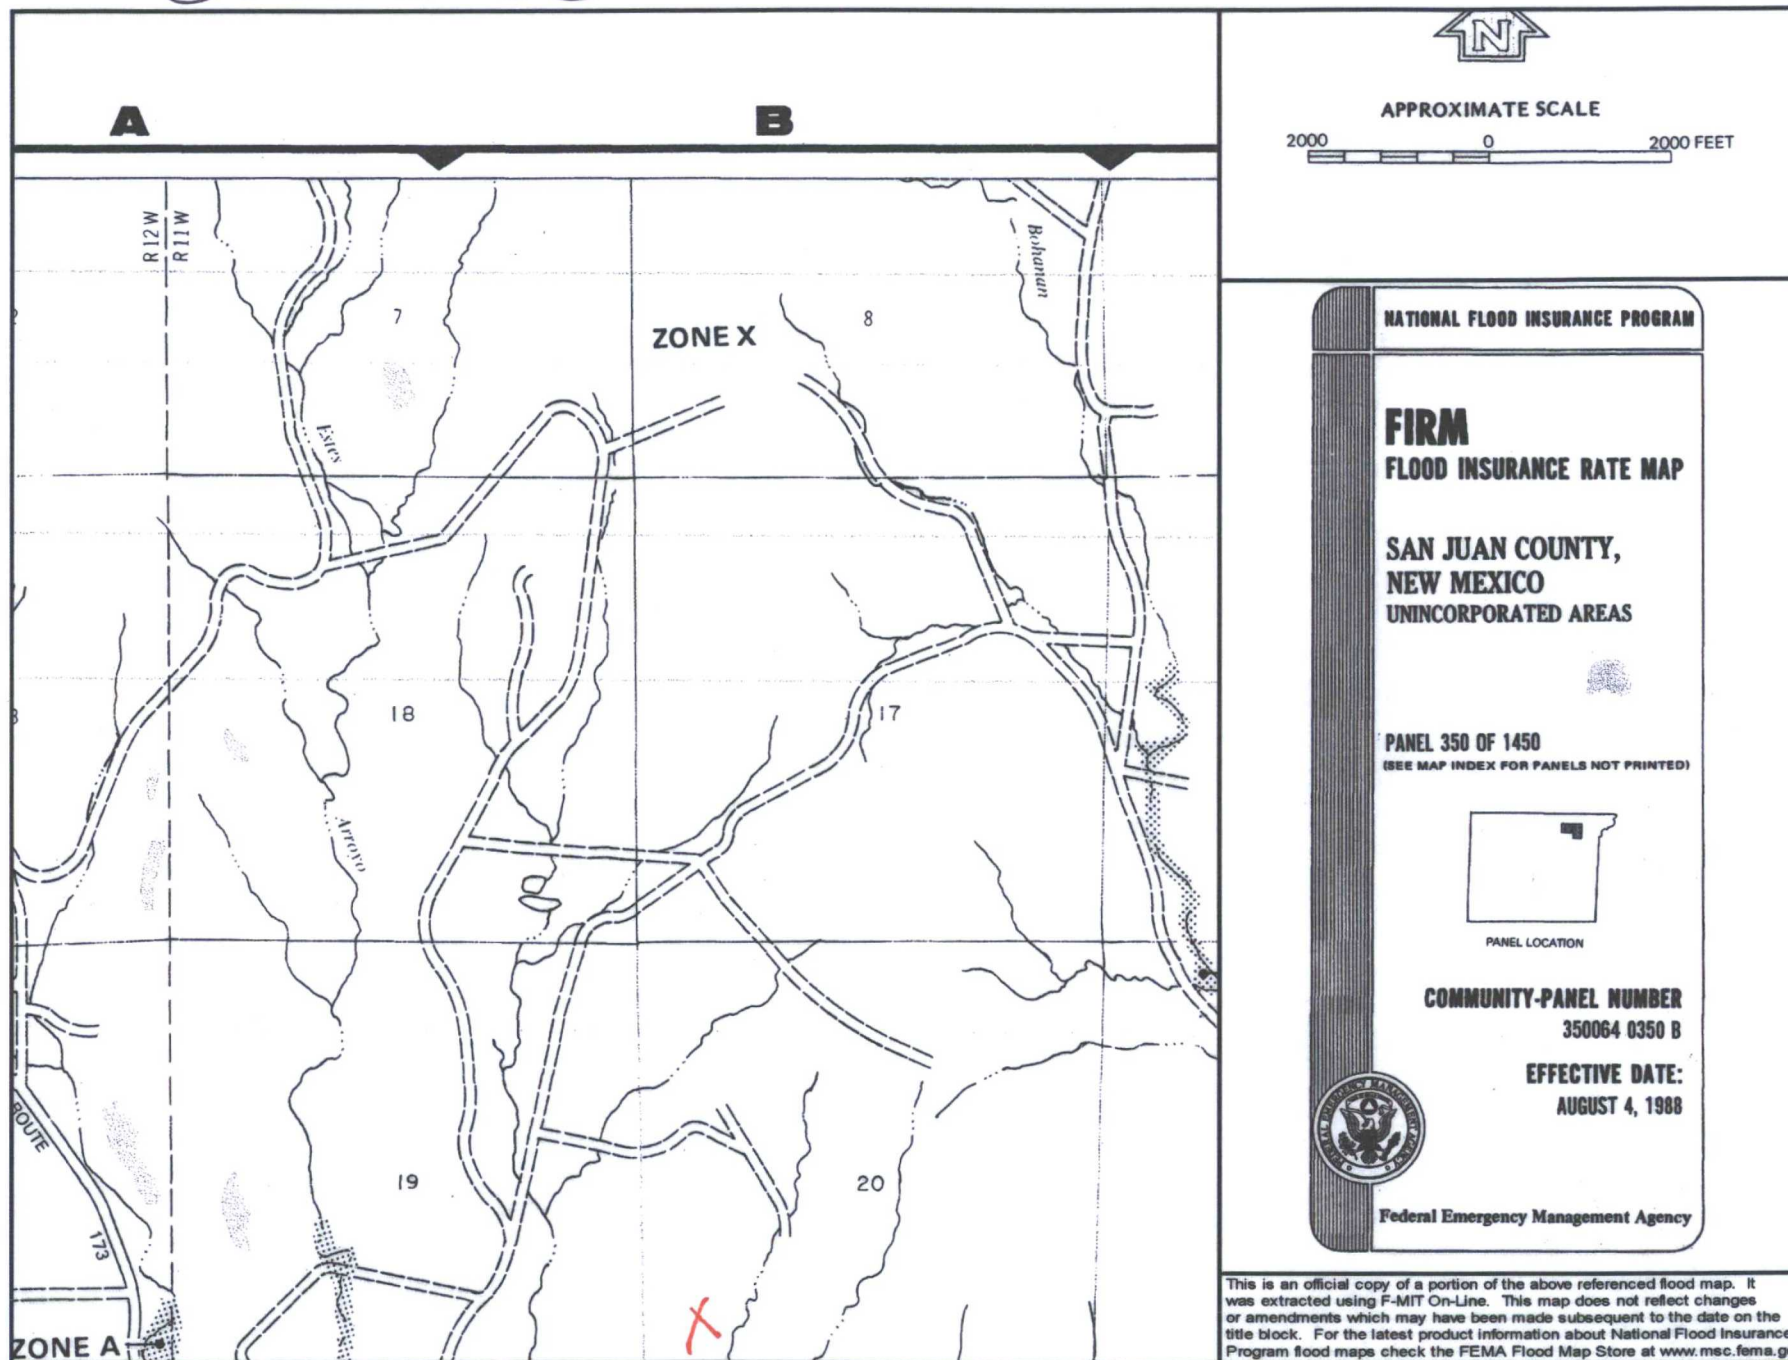 A
B
N
APPROXIMATE SCALE
2000 0 2000 FEET
R12W
R11W
Bohanan
7
8
ZONE X
Estes
18
17
Arroyo
19
20
ROUTE
173
ZONE A
X
NATIONAL FLOOD INSURANCE PROGRAM
FIRM
FLOOD INSURANCE RATE MAP
SAN JUAN COUNTY,
NEW MEXICO
UNINCORPORATED AREAS
PANEL 350 OF 1450
(SEE MAP INDEX FOR PANELS NOT PRINTED)
PANEL LOCATION
COMMUNITY-PANEL NUMBER
350064 0350 B
EFFECTIVE DATE:
AUGUST 4, 1988
FEDERAL EMERGENCY MANAGEMENT AGENCY
Federal Emergency Management Agency
This is an official copy of a portion of the above referenced flood map. It
was extracted using F-MIT On-Line. This map does not reflect changes
or amendments which may have been made subsequent to the date on the
title block. For the latest product information about National Flood Insurance
Program flood maps check the FEMA Flood Map Store at www.msc.fema.g